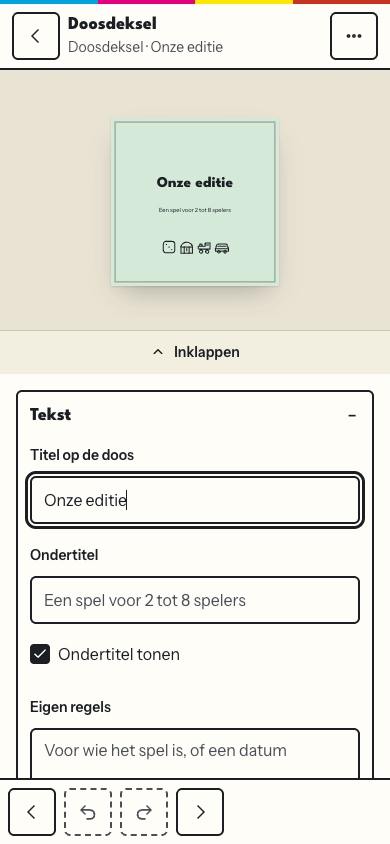 Doosdeksel
Doosdeksel · Onze editie
Onze editie
Een spel voor 2 tot 8 spelers
Inklappen
Tekst
Titel op de doos
Onze editie
Ondertitel
Een spel voor 2 tot 8 spelers
Ondertitel tonen
Eigen regels
Voor wie het spel is, of een datum